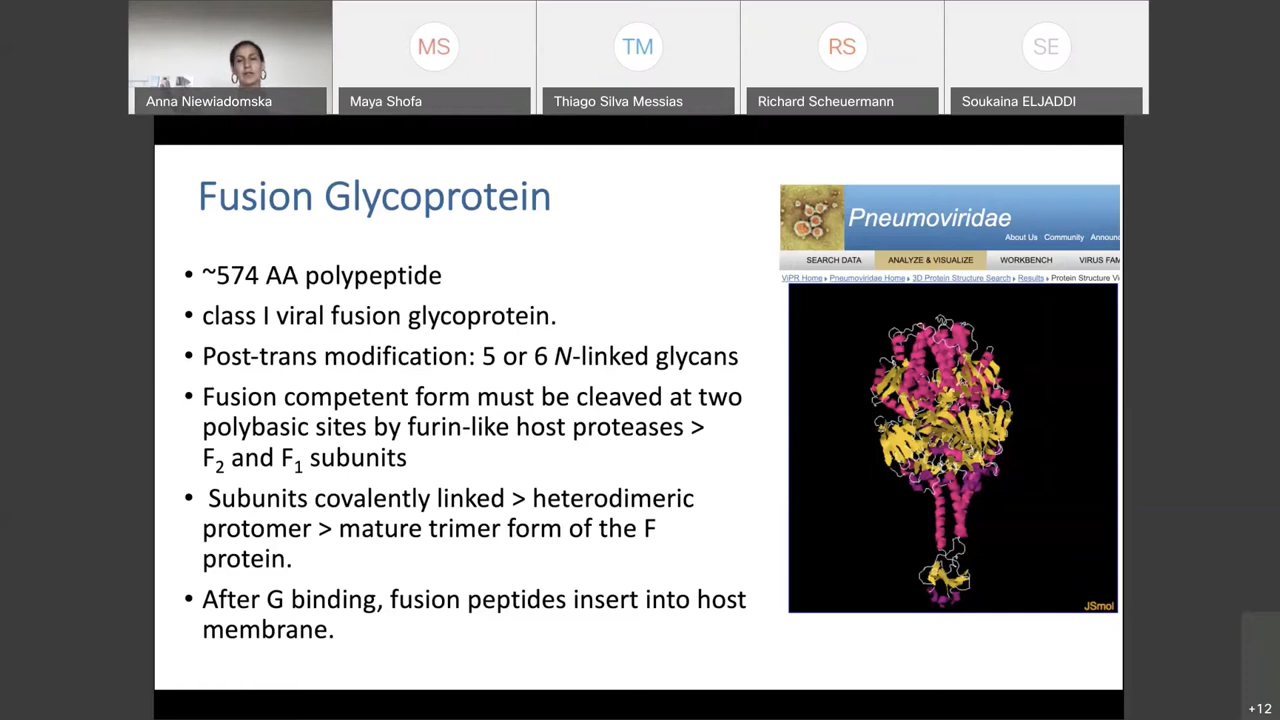 MS
TM
RS
SE
Anna Niewiadomska
Maya Shofa
Thiago Silva Messias
Richard Scheuermann
Soukaina ELJADDI
Fusion Glycoprotein
• ~574 AA polypeptide
• class I viral fusion glycoprotein.
• Post-trans modification: 5 or 6 N-linked glycans
• Fusion competent form must be cleaved at two
polybasic sites by furin-like host proteases >
F2 and F1 subunits
• Subunits covalently linked > heterodimeric
protomer > mature trimer form of the F
protein.
• After G binding, fusion peptides insert into host
membrane.
Pneumoviridae
About Us Community Announc
SEARCH DATA ANALYZE & VISUALIZE WORKBENCH VIRUS FAM
ViPR Home Pneumoviridae Home 3D Protein Structure Search Results Protein Structure Vi
JSmol
+12